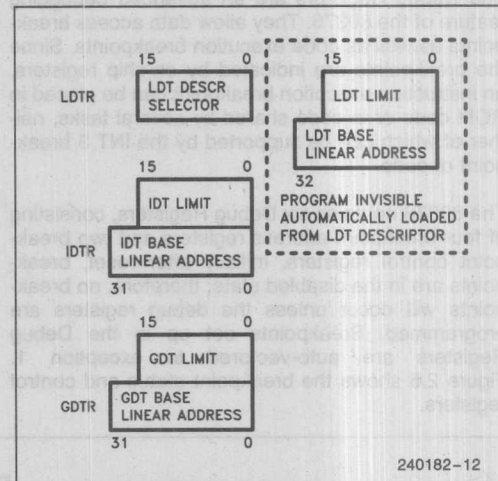 15 0
LDTR
LDT DESCR
SELECTOR
15 0
LDT LIMIT
LDT BASE
LINEAR ADDRESS
32
PROGRAM INVISIBLE
AUTOMATICALLY LOADED
FROM LDT DESCRIPTOR
15 0
IDT LIMIT
IDTR
IDT BASE
LINEAR ADDRESS
31 0
15 0
GDT LIMIT
GDTR
GDT BASE
LINEAR ADDRESS
31 0
240182–12